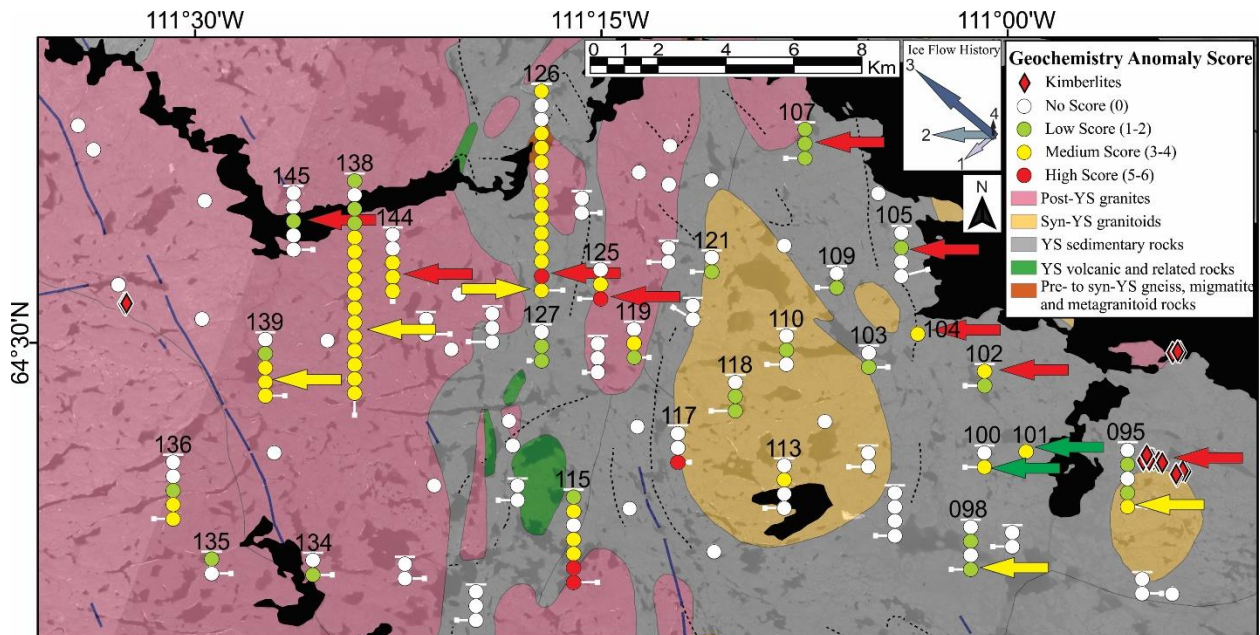 111°30'W
111°15'W
111°00'W
64°30'N
0 1 2 4 6 8
Km
Ice Flow History
3
2
4
1
N
Geochemistry Anomaly Score
Kimberlites
No Score (0)
Low Score (1-2)
Medium Score (3-4)
High Score (5-6)
Post-YS granites
Syn-YS granitoids
YS sedimentary rocks
YS volcanic and related rocks
Pre- to syn-YS gneiss, migmatite
and metagranitoid rocks
126
107
145
138
144
105
125
121
109
139
127
119
110
103
104
102
118
136
117
113
100
101
095
115
098
135
134